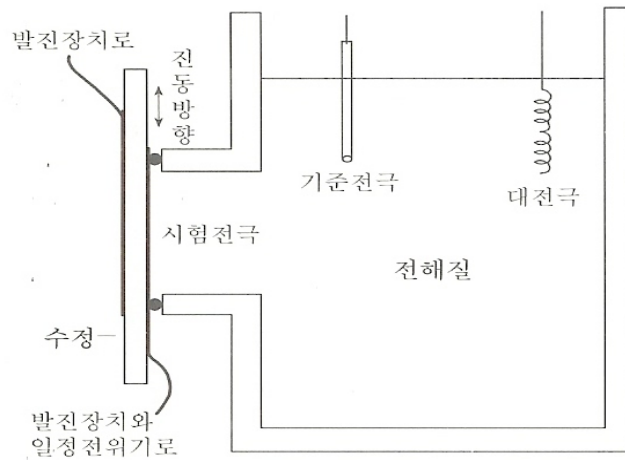 발진장치로
진동방향
기준전극
대전극
시험전극
전해질
수정
발진장치와
일정전위기로